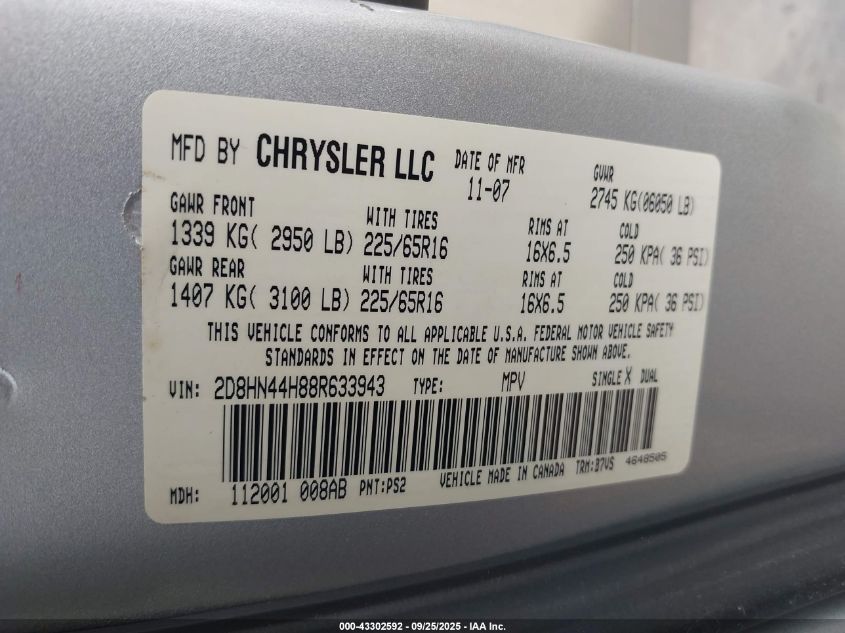 MFD BY CHRYSLER LLC DATE OF MFR GVWR
11-07 2745 KG(06050 LB)
GAWR FRONT WITH TIRES RIMS AT COLD
1339 KG( 2950 LB) 225/65R16 16X6.5 250 KPA( 36 PSI)
GAWR REAR WITH TIRES RIMS AT COLD
1407 KG( 3100 LB) 225/65R16 16X6.5 250 KPA( 36 PSI)
THIS VEHICLE CONFORMS TO ALL APPLICABLE U.S.A. FEDERAL MOTOR VEHICLE SAFETY
STANDARDS IN EFFECT ON THE DATE OF MANUFACTURE SHOWN ABOVE.
VIN: 2D8HN44H88R633943 TYPE: MPV SINGLE X DUAL
MDH: 112001 008AB PNT:PS2 VEHICLE MADE IN CANADA TRM:B7VS 4648505
000-43302592 - 09/25/2025 - IAA Inc.